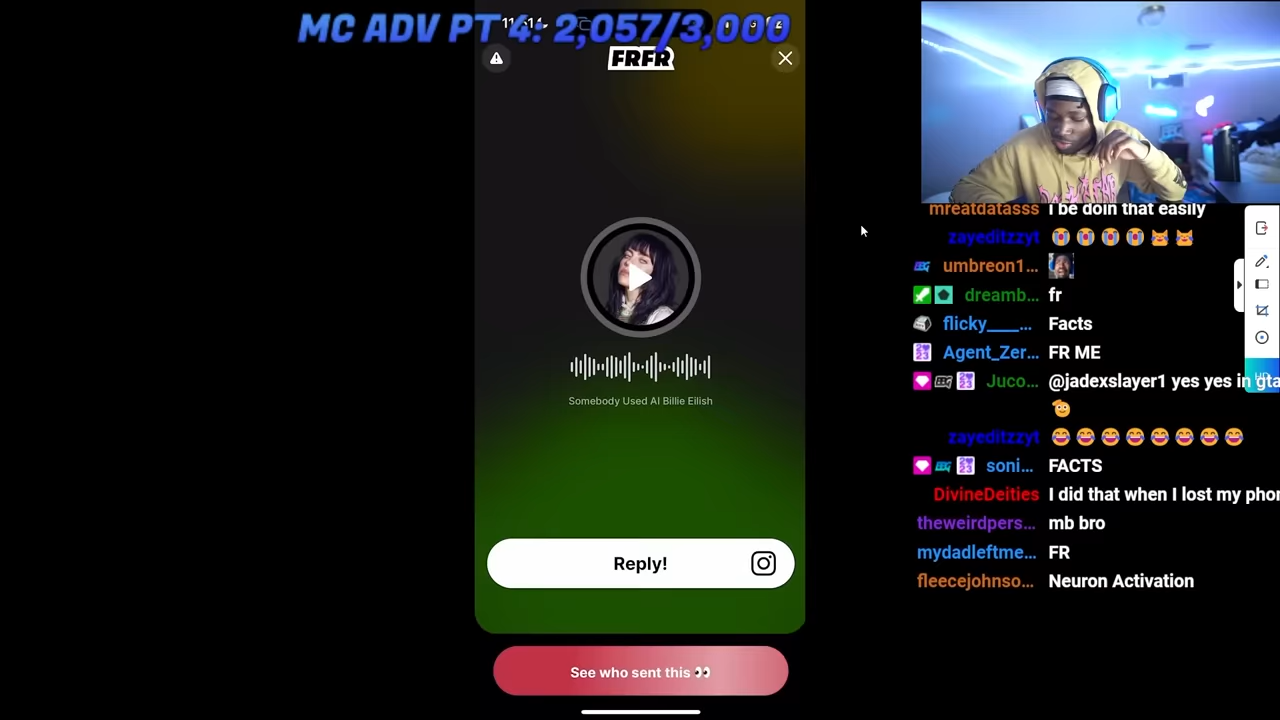 MC ADV PT 4: 2,057/3,000
FRFR
Somebody Used AI Billie Eilish
Reply!
See who sent this 👀
mreatdatasss I be doin that easily
zayeditzzyt 😭😭😭😭😹😹
umbreon1...
dreamb... fr
flicky____... Facts
Agent_Zer... FR ME
Juco... @jadexslayer1 yes yes in gta
🫡
zayeditzzyt 😂😂😂😂😂😂😂😂
soni... FACTS
DivineDeities I did that when I lost my phon
theweirdpers... mb bro
mydadleftme... FR
fleecejohnso... Neuron Activation